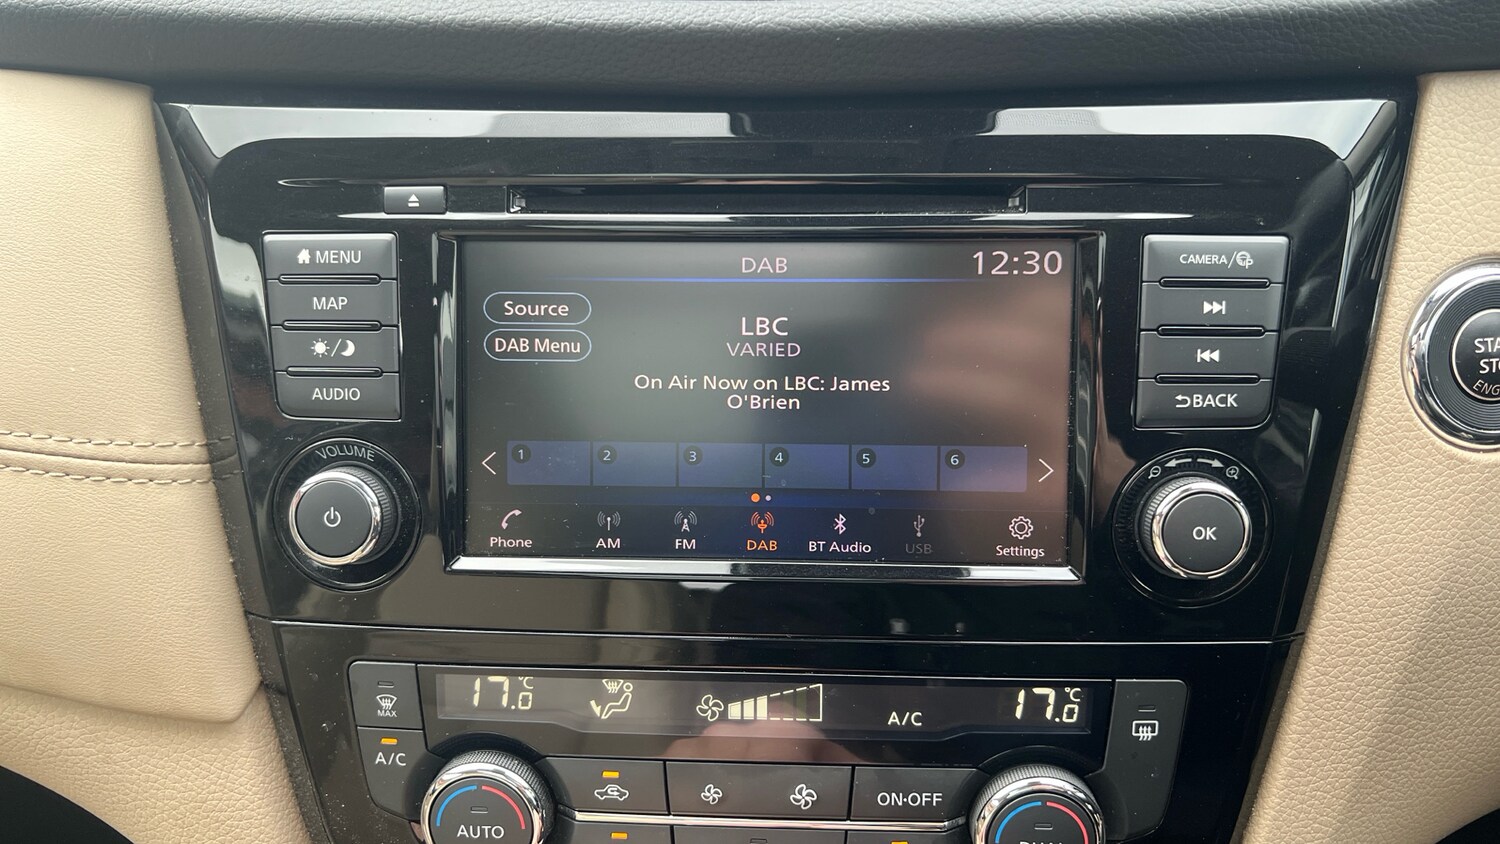 MENU
MAP
AUDIO
VOLUME
DAB
12:30
Source
DAB Menu
LBC
VARIED
On Air Now on LBC: James
O'Brien
1 2 3 4 5 6
Phone
AM
FM
DAB
BT Audio
USB
Settings
CAMERA/
BACK
OK
17.0°C
A/C
17.0°C
MAX
A/C
ON·OFF
AUTO